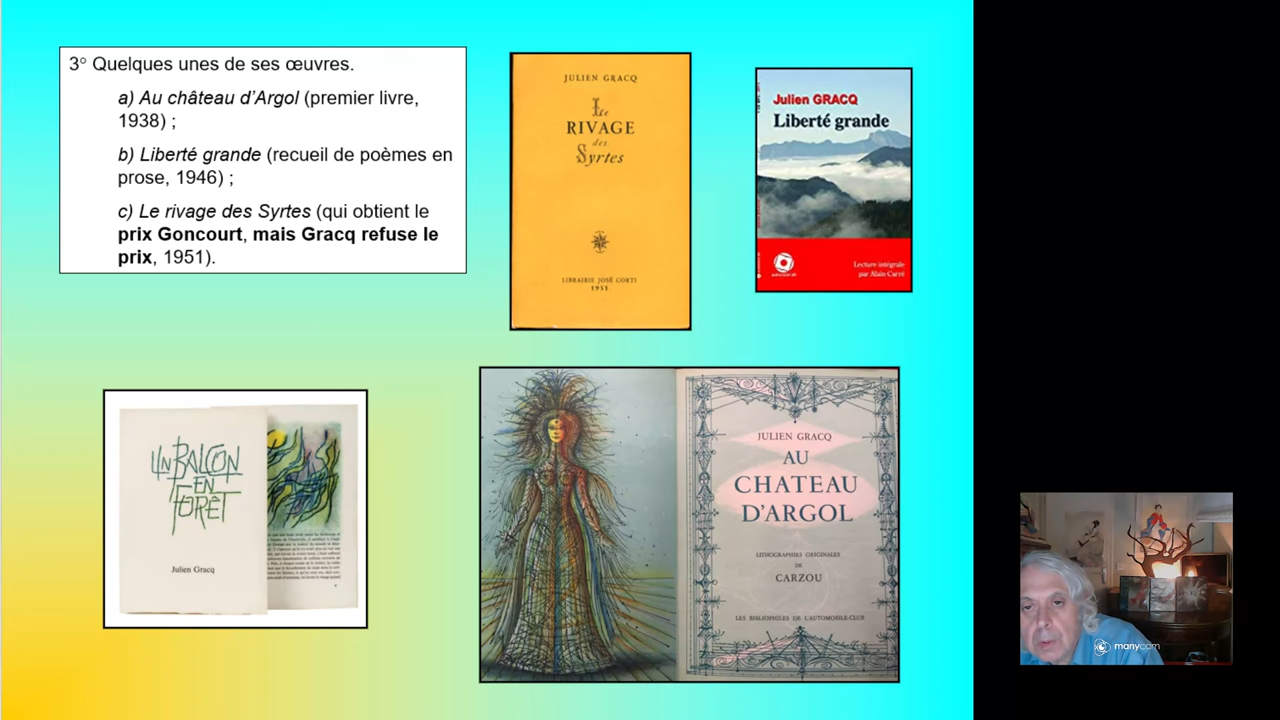 3° Quelques unes de ses œuvres.
a) Au château d’Argol (premier livre,
1938) ;
b) Liberté grande (recueil de poèmes en
prose, 1946) ;
c) Le rivage des Syrtes (qui obtient le
prix Goncourt, mais Gracq refuse le
prix, 1951).
JULIEN GRACQ
Le
RIVAGE
des
Syrtes
LIBRAIRIE JOSÉ CORTI
1951
Julien GRACQ
Liberté grande
Lecture intégrale
par Alain Carré
UN BALCON
EN
FORÊT
Julien Gracq
JULIEN GRACQ
AU
CHATEAU
D’ARGOL
LITHOGRAPHIES ORIGINALES
DE
CARZOU
LES BIBLIOPHILES DE L’AUTOMOBILE-CLUB
manycam